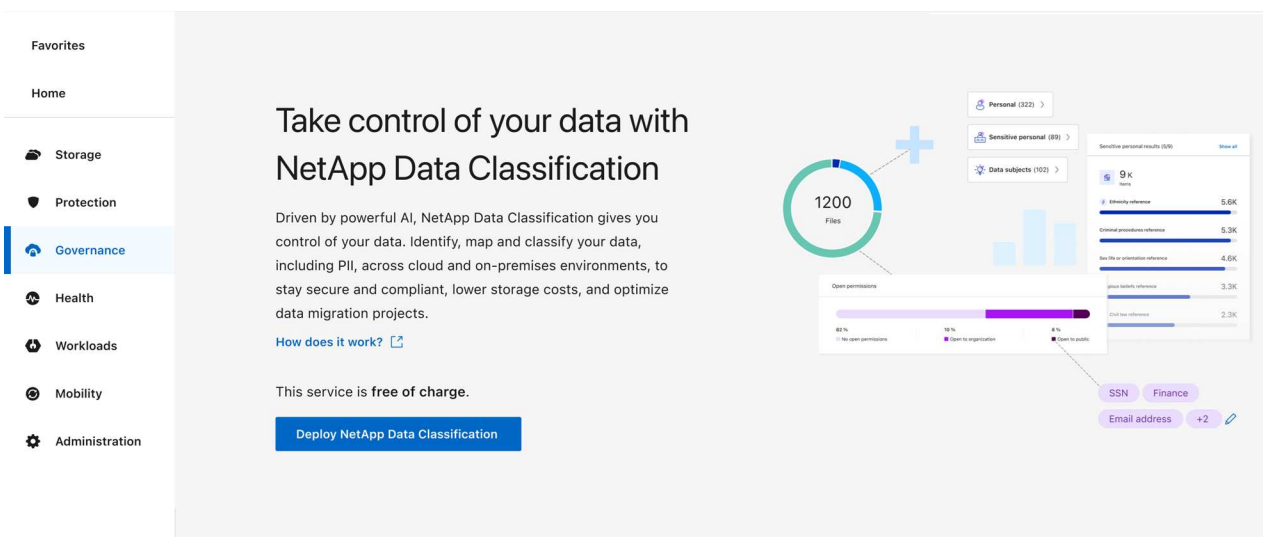 Favorites
Home
Storage
Protection
Governance
Health
Workloads
Mobility
Administration
Take control of your data with
NetApp Data Classification
Driven by powerful AI, NetApp Data Classification gives you
control of your data. Identify, map and classify your data,
including PII, across cloud and on-premises environments, to
stay secure and compliant, lower storage costs, and optimize
data migration projects.
How does it work?
This service is free of charge.
Deploy NetApp Data Classification
1200
Files
Personal (322)
Sensitive personal (89)
Data subjects (102)
Sensitive personal results (5/9) Show all
9 K
Items
Ethnicity reference 5.6K
Criminal procedures reference 5.3K
Sex life or orientation reference 4.6K
beliefs reference 3.3K
Civil law reference 2.3K
Open permissions
82 % 10 % 8 %
No open permissions Open to organization Open to public
SSN Finance
Email address +2